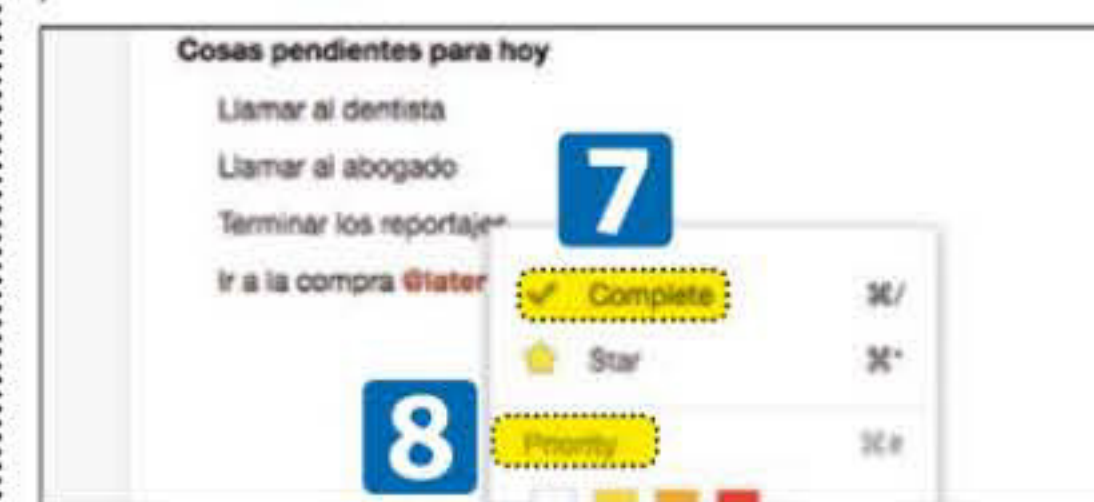 Cosas pendientes para hoy
Llamar al dentista
Llamar al abogado
7
Terminar los reportajes
Ir a la compra @later
✓ Complete ⌘/
Star ⌘*
8
Priority ⌘#